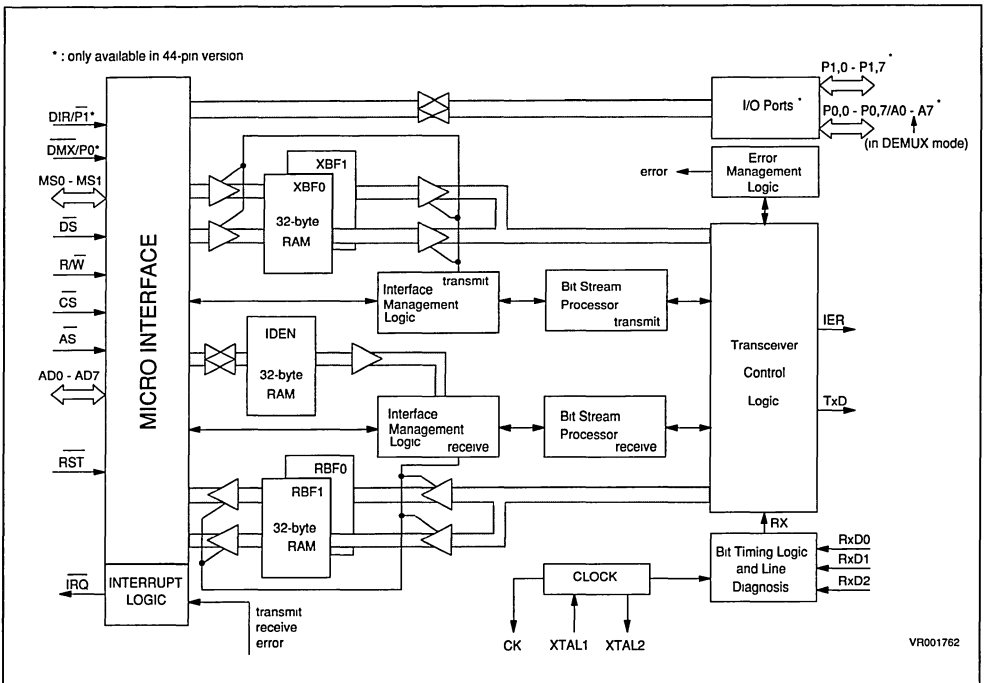 * : only available in 44-pin version
DIR/P1*
DMX/P0*
MS0 - MS1
DS
R/W
CS
AS
AD0 - AD7
RST
IRQ
MICRO INTERFACE
INTERRUPT
LOGIC
transmit
receive
error
XBF1
XBF0
32-byte
RAM
IDEN
32-byte
RAM
RBF0
RBF1
32-byte
RAM
transmit
Interface
Management
Logic
Bit Stream
Processor
transmit
Interface
Management
Logic
receive
Bit Stream
Processor
receive
I/O Ports *
P1,0 - P1,7 *
P0,0 - P0,7/A0 - A7 *
(in DEMUX mode)
error
Error
Management
Logic
Transceiver
Control
Logic
IER
TxD
RX
Bit Timing Logic
and Line
Diagnosis
RxD0
RxD1
RxD2
CLOCK
CK
XTAL1
XTAL2
VR001762